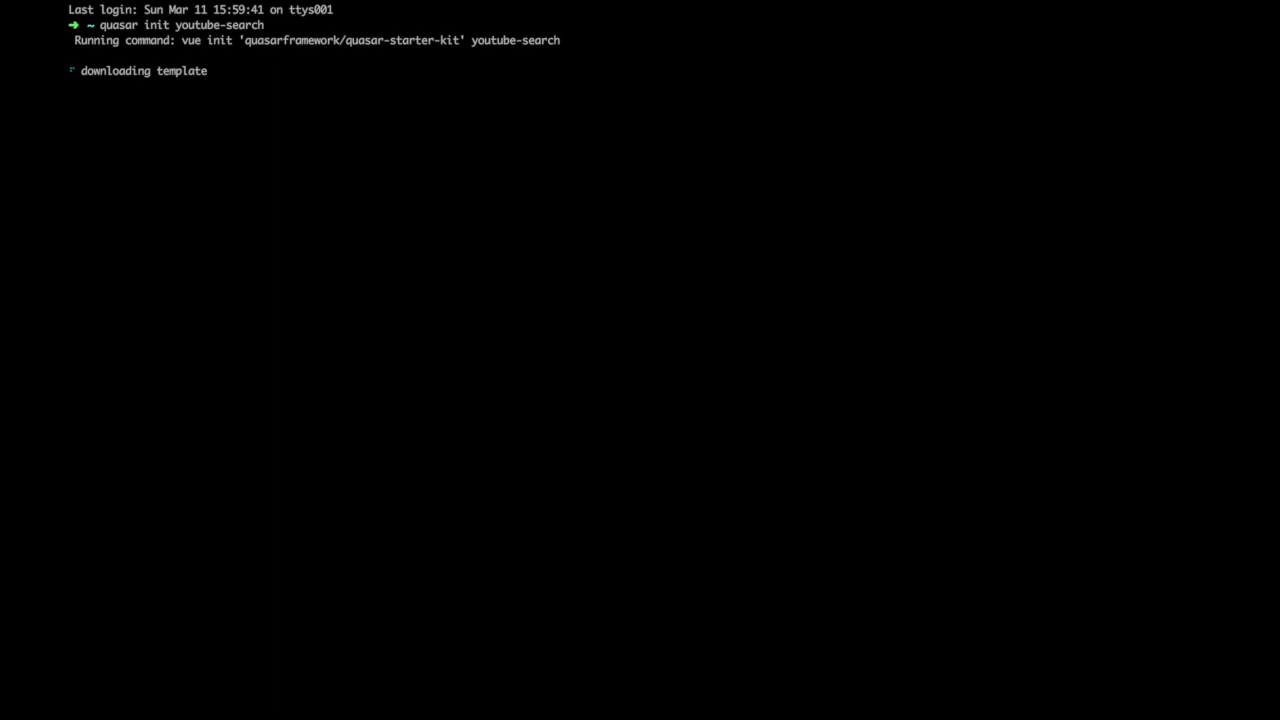 Last login: Sun Mar 11 15:59:41 on ttys001
➜ ~ quasar init youtube-search
Running command: vue init 'quasarframework/quasar-starter-kit' youtube-search
downloading template